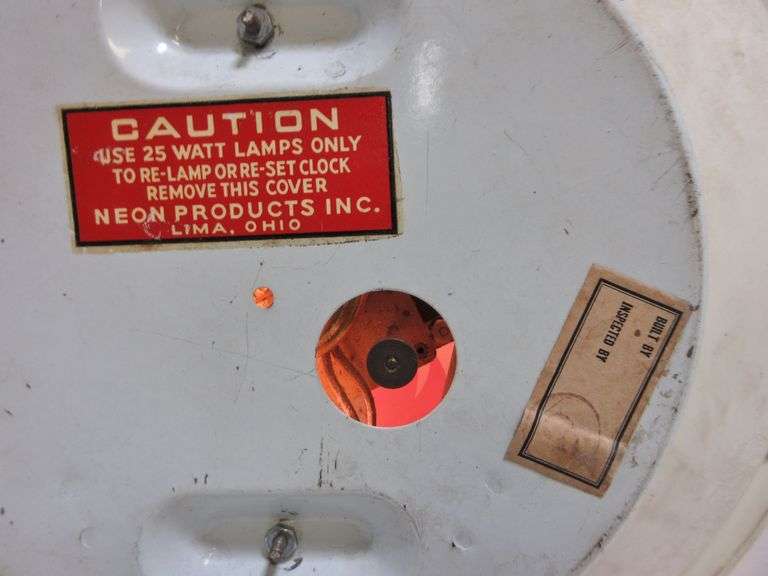 CAUTION
USE 25 WATT LAMPS ONLY
TO RE-LAMP OR RE-SET CLOCK
REMOVE THIS COVER
NEON PRODUCTS INC.
LIMA, OHIO
BUILT BY
INSPECTED BY